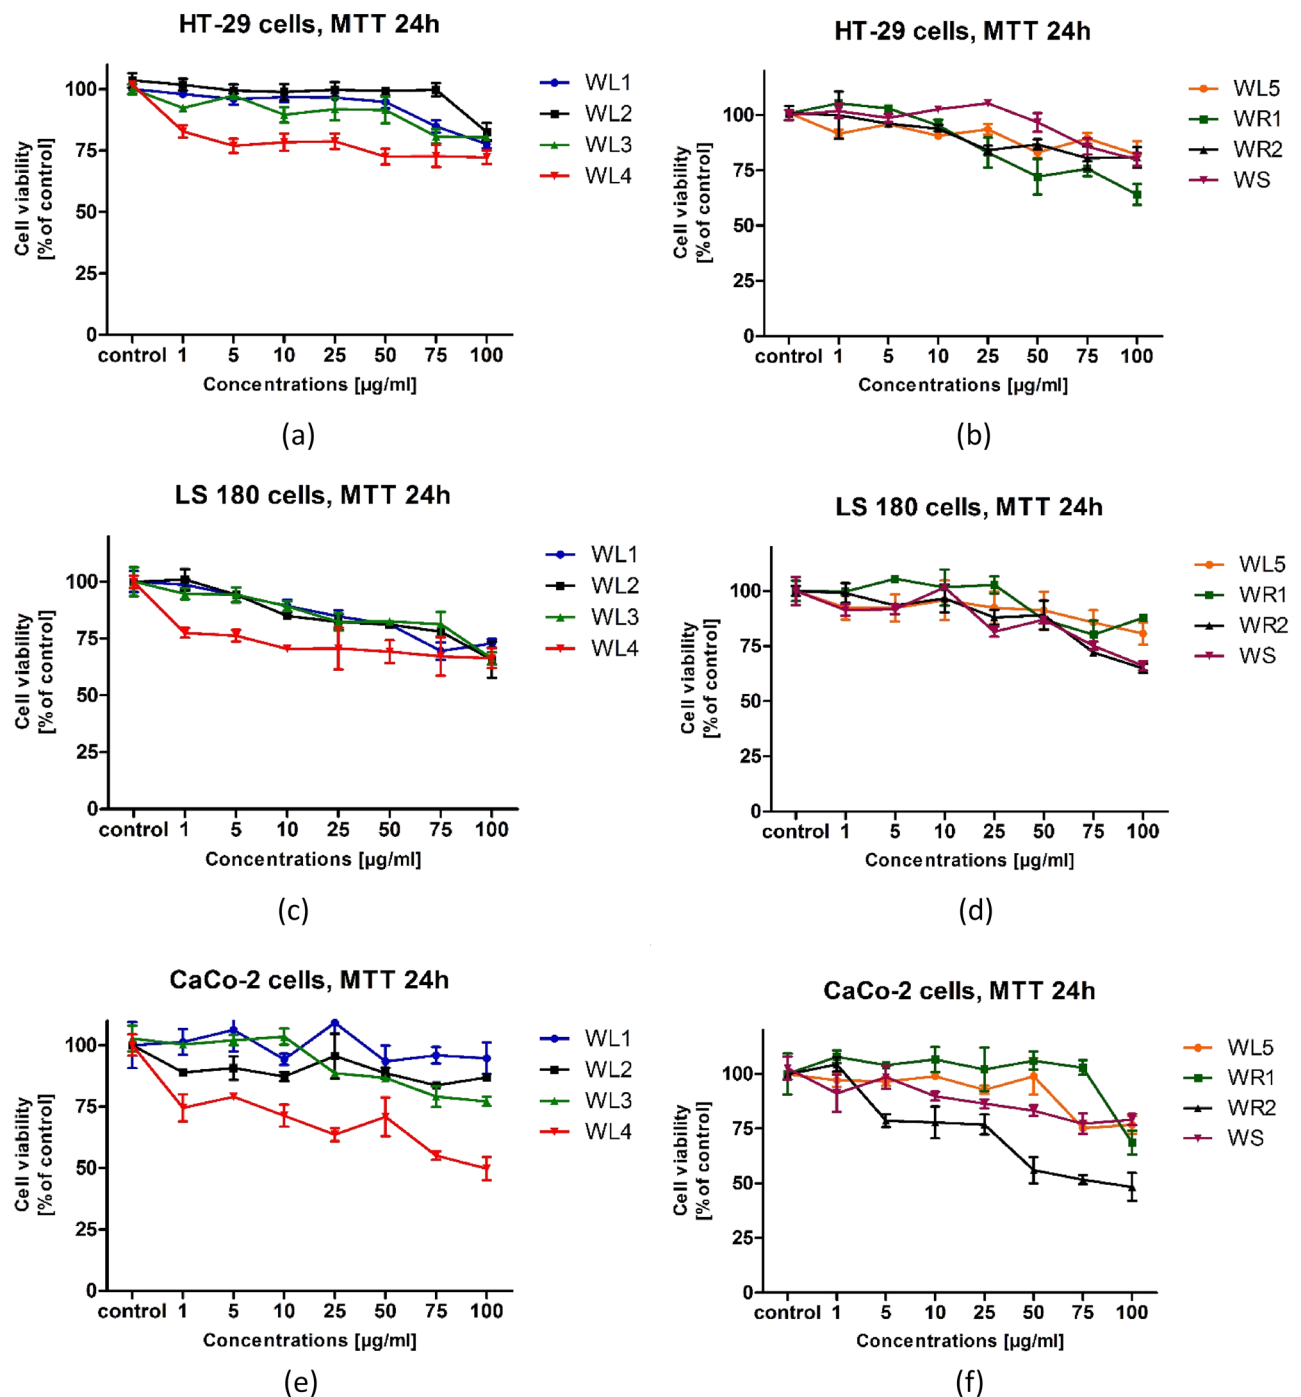 HT-29 cells, MTT 24h
Cell viability
[% of control]
100
75
50
25
0
control 1 5 10 25 50 75 100
Concentrations [µg/ml]
WL1
WL2
WL3
WL4
(a)
HT-29 cells, MTT 24h
Cell viability
[% of control]
100
75
50
25
0
control 1 5 10 25 50 75 100
Concentrations [µg/ml]
WL5
WR1
WR2
WS
(b)
LS 180 cells, MTT 24h
Cell viability
[% of control]
100
75
50
25
0
control 1 5 10 25 50 75 100
Concentrations [µg/ml]
WL1
WL2
WL3
WL4
(c)
LS 180 cells, MTT 24h
Cell viability
[% of control]
100
75
50
25
0
control 1 5 10 25 50 75 100
Concentrations [µg/ml]
WL5
WR1
WR2
WS
(d)
CaCo-2 cells, MTT 24h
Cell viability
[% of control]
100
75
50
25
0
control 1 5 10 25 50 75 100
Concentrations [µg/ml]
WL1
WL2
WL3
WL4
(e)
CaCo-2 cells, MTT 24h
Cell viability
[% of control]
100
75
50
25
0
control 1 5 10 25 50 75 100
Concentrations [µg/ml]
WL5
WR1
WR2
WS
(f)